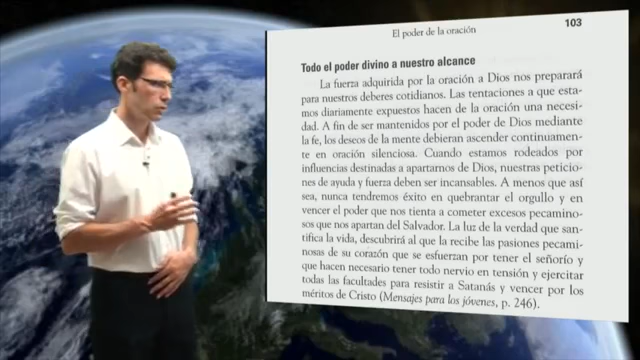 El poder de la oración
103
Todo el poder divino a nuestro alcance
La fuerza adquirida por la oración a Dios nos preparará
para nuestros deberes cotidianos. Las tentaciones a que esta-
mos diariamente expuestos hacen de la oración una necesi-
dad. A fin de ser mantenidos por el poder de Dios mediante
la fe, los deseos de la mente debieran ascender continuamen-
te en oración silenciosa. Cuando estamos rodeados por
influencias destinadas a apartarnos de Dios, nuestras peticio-
nes de ayuda y fuerza deben ser incansables. A menos que así
sea, nunca tendremos éxito en quebrantar el orgullo y en
vencer el poder que nos tienta a cometer excesos pecamino-
sos que nos apartan del Salvador. La luz de la verdad que san-
tifica la vida, descubrirá al que la recibe las pasiones pecami-
nosas de su corazón que se esfuerzan por tener el señorío y
que hacen necesario tener todo nervio en tensión y ejercitar
todas las facultades para resistir a Satanás y vencer por los
méritos de Cristo (Mensajes para los jóvenes, p. 246).